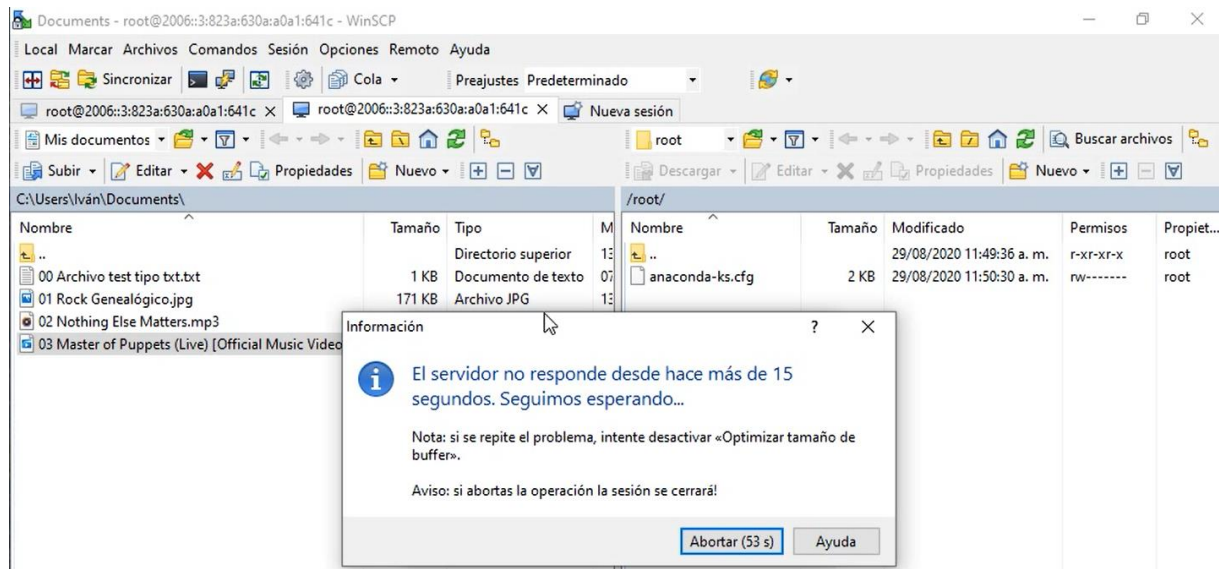 Documents - root@2006::3:823a:630a:a0a1:641c - WinSCP
Local Marcar Archivos Comandos Sesión Opciones Remoto Ayuda
Sincronizar Cola Preajustes Predeterminado
root@2006::3:823a:630a:a0a1:641c root@2006::3:823a:630a:a0a1:641c Nueva sesión
Mis documentos root Buscar archivos
Subir Editar Propiedades Nuevo Descargar Editar Propiedades Nuevo
C:\Users\Iván\Documents\ /root/
Nombre Tamaño Tipo M Nombre Tamaño Modificado Permisos Propiet...
.. Directorio superior 13 .. 29/08/2020 11:49:36 a. m. r-xr-xr-x root
00 Archivo test tipo txt.txt 1 KB Documento de texto 07 anaconda-ks.cfg 2 KB 29/08/2020 11:50:30 a. m. rw------- root
01 Rock Genealógico.jpg 171 KB Archivo JPG 13
02 Nothing Else Matters.mp3
03 Master of Puppets (Live) [Official Music Video
Información ?
El servidor no responde desde hace más de 15
segundos. Seguimos esperando...
Nota: si se repite el problema, intente desactivar «Optimizar tamaño de
buffer».
Aviso: si abortas la operación la sesión se cerrará!
Abortar (53 s) Ayuda